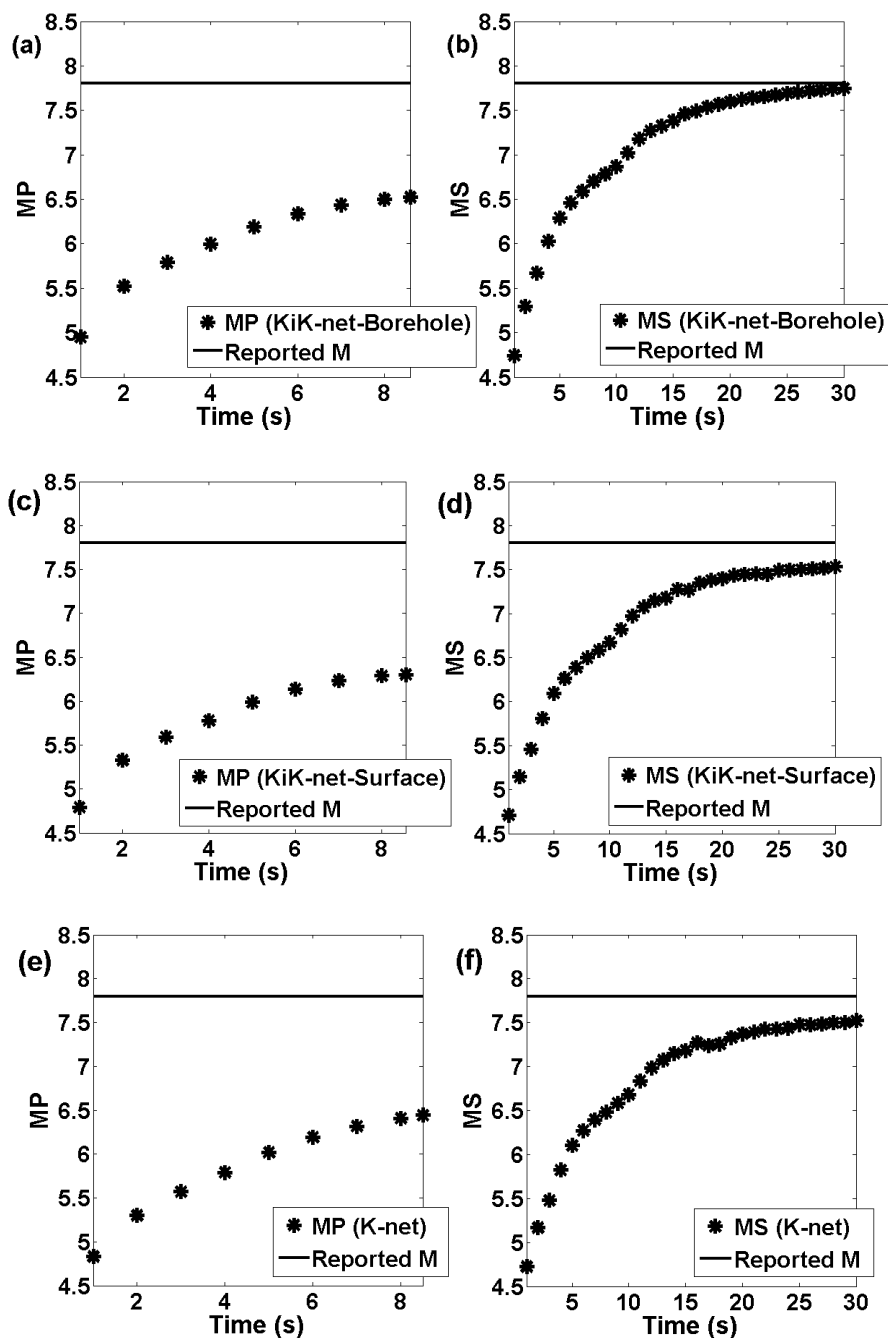 (a)
8.5
8
7.5
7
6.5
6
5.5
5
4.5
MP
2 4 6 8
Time (s)
MP (KiK-net-Borehole)
Reported M
(b)
8.5
8
7.5
7
6.5
6
5.5
5
4.5
MS
5 10 15 20 25 30
Time (s)
MS (KiK-net-Borehole)
Reported M
(c)
8.5
8
7.5
7
6.5
6
5.5
5
4.5
MP
2 4 6 8
Time (s)
MP (KiK-net-Surface)
Reported M
(d)
8.5
8
7.5
7
6.5
6
5.5
5
4.5
MS
5 10 15 20 25 30
Time (s)
MS (KiK-net-Surface)
Reported M
(e)
8.5
8
7.5
7
6.5
6
5.5
5
4.5
MP
2 4 6 8
Time (s)
MP (K-net)
Reported M
(f)
8.5
8
7.5
7
6.5
6
5.5
5
4.5
MS
5 10 15 20 25 30
Time (s)
MS (K-net)
Reported M